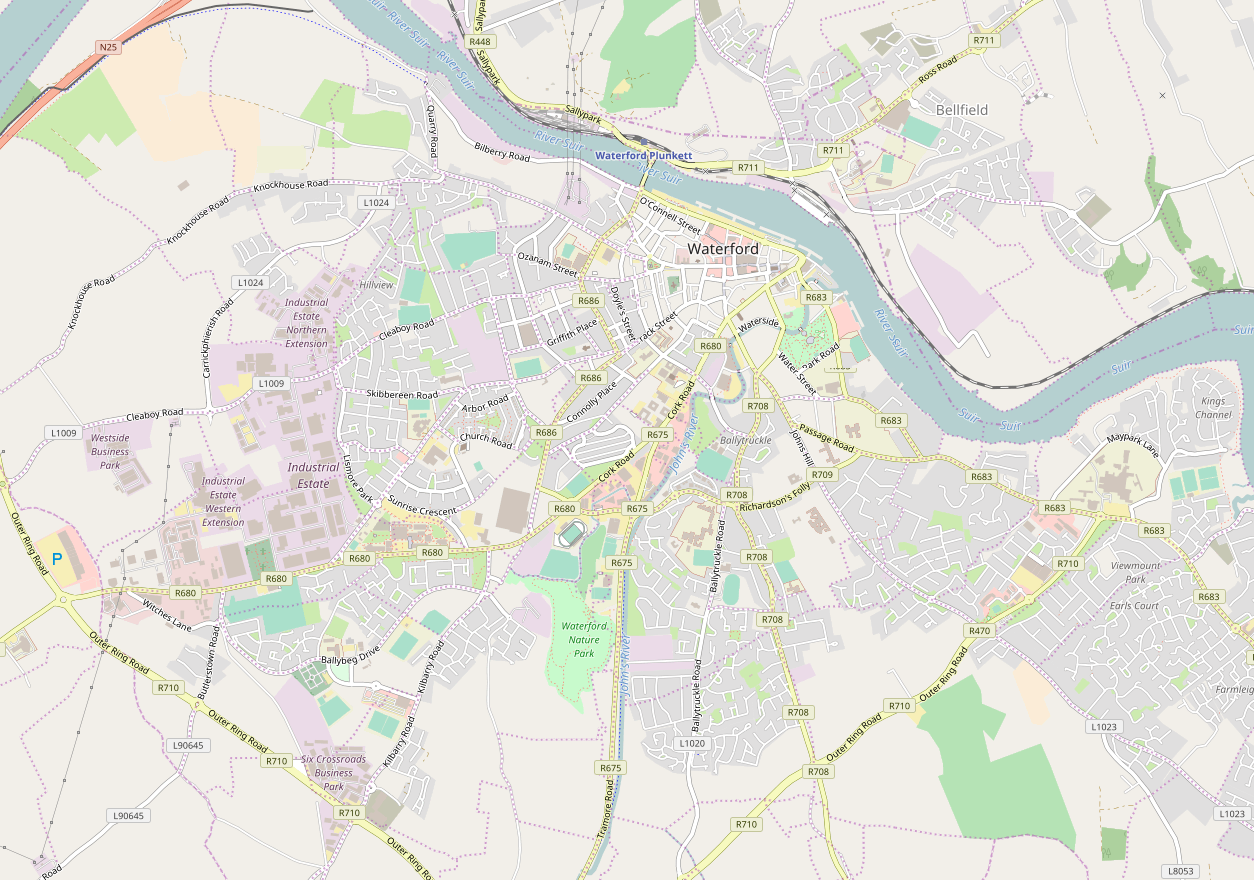 River Suir
River Suir
Sallypark
R448
R711
N25
Sallypark
River Suir
Ross Road
Bellfield
Quarry Road
Sallypark
River Suir
Bilberry Road
Waterford Plunkett
R711
R711
Knockhouse Road
L1024
O'Connell Street
Waterford
Knockhouse Road
Ozanam Street
L1024
Hillview
Knockhouse Road
Industrial
Estate
Northern
Extension
R686
Doyle's Street
R683
Carrickpherish Road
Cleaboy Road
Griffith Place
Waterside
R680
River Suir
Suir
Park Road
Water Street
L1009
R686
Suir
Skibbereen Road
Arbor Road
Connolly Place
Cork Road
R708
Cleaboy Road
L1009
Westside
Business
Park
Church Road
R686
R675
John's River
Ballytruckle
Johns Hill
Passage Road
R683
Suir
Suir
Kings
Channel
Maypark Lane
Industrial
Estate
Lismore Park
Cork Road
R709
R683
Industrial
Estate
Western
Extension
Sunrise Crescent
R680
R675
R708
Richardson's Folly
R683
R683
Outer Ring Road
P
R680
R680
R680
R680
R675
Ballytruckle Road
R708
R710
Viewmount
Park
Earls Court
R683
Witches Lane
Butlerstown Road
Outer Ring Road
Ballybeg Drive
Kilbarry Road
Waterford
Nature
Park
John's River
R708
R470
Outer Ring Road
Ballytruckle Road
R710
R710
R708
L1023
L90645
Outer Ring Road
R710
Six Crossroads
Business
Park
Kilbarry Road
R675
L1020
Outer Ring Road
R708
L90645
R710
Tramore Road
R710
L1023
Road
L8053